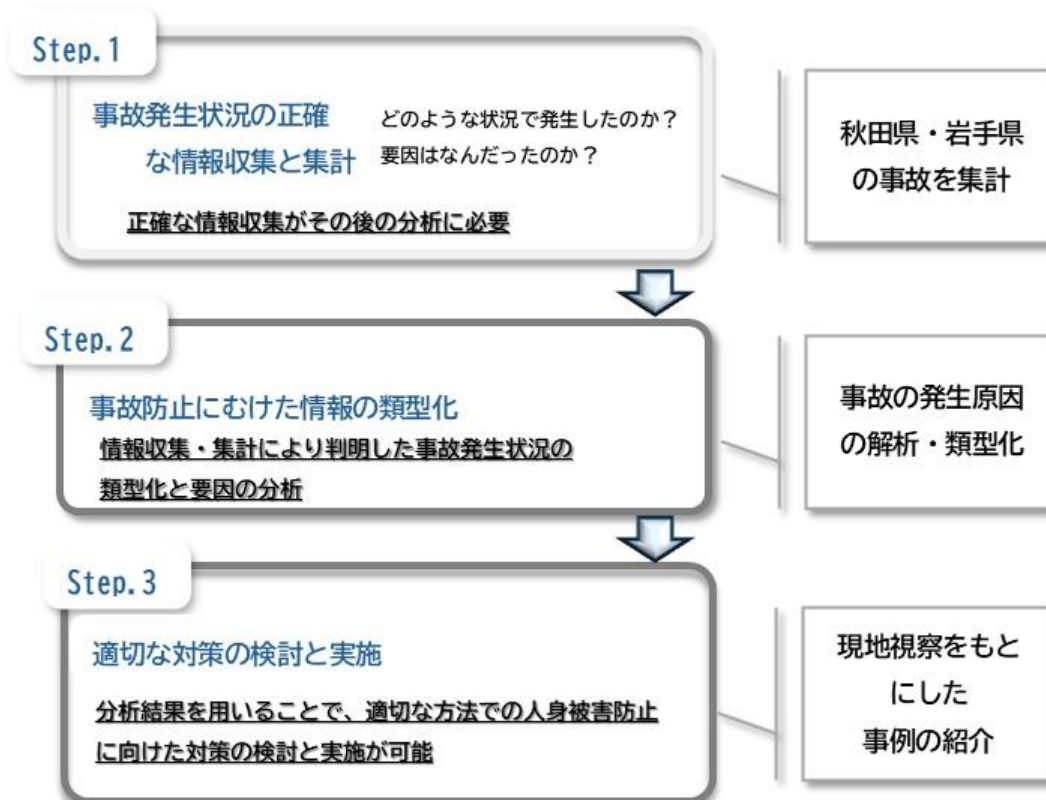 Step.1
事故発生状況の正確
な情報収集と集計
どのような状況で発生したのか？
要因はなんだったのか？
正確な情報収集がその後の分析に必要
秋田県・岩手県
の事故を集計
Step.2
事故防止にむけた情報の類型化
情報収集・集計により判明した事故発生状況の
類型化と要因の分析
事故の発生原因
の解析・類型化
Step.3
適切な対策の検討と実施
分析結果を用いることで、適切な方法での人身被害防止
に向けた対策の検討と実施が可能
現地視察をもと
にした
事例の紹介